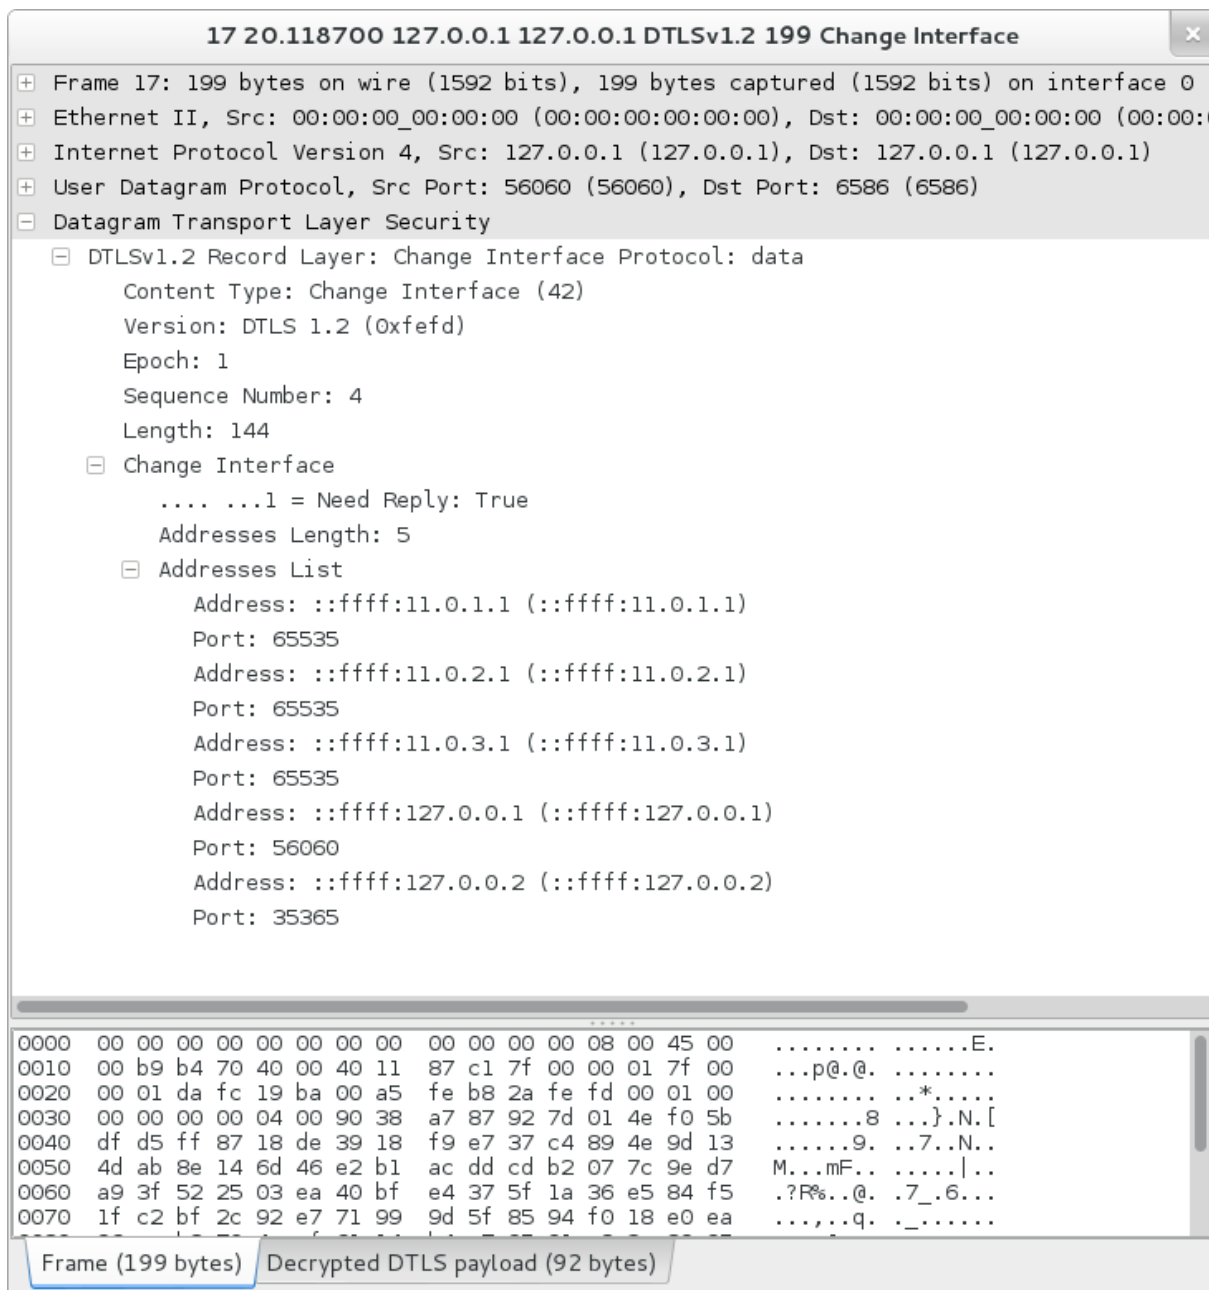 17 20.118700 127.0.0.1 127.0.0.1 DTLSv1.2 199 Change Interface
Frame 17: 199 bytes on wire (1592 bits), 199 bytes captured (1592 bits) on interface 0
Ethernet II, Src: 00:00:00_00:00:00 (00:00:00:00:00:00), Dst: 00:00:00_00:00:00 (00:00:
Internet Protocol Version 4, Src: 127.0.0.1 (127.0.0.1), Dst: 127.0.0.1 (127.0.0.1)
User Datagram Protocol, Src Port: 56060 (56060), Dst Port: 6586 (6586)
Datagram Transport Layer Security
DTLSv1.2 Record Layer: Change Interface Protocol: data
Content Type: Change Interface (42)
Version: DTLS 1.2 (0xfefd)
Epoch: 1
Sequence Number: 4
Length: 144
Change Interface
.... ...1 = Need Reply: True
Addresses Length: 5
Addresses List
Address: ::ffff:11.0.1.1 (::ffff:11.0.1.1)
Port: 65535
Address: ::ffff:11.0.2.1 (::ffff:11.0.2.1)
Port: 65535
Address: ::ffff:11.0.3.1 (::ffff:11.0.3.1)
Port: 65535
Address: ::ffff:127.0.0.1 (::ffff:127.0.0.1)
Port: 56060
Address: ::ffff:127.0.0.2 (::ffff:127.0.0.2)
Port: 35365
0000 00 00 00 00 00 00 00 00 00 00 00 00 08 00 45 00 ........ ......E.
0010 00 b9 b4 70 40 00 40 11 87 c1 7f 00 00 01 7f 00 ...p@.@. ........
0020 00 01 da fc 19 ba 00 a5 fe b8 2a fe fd 00 01 00 ........ ..*.....
0030 00 00 00 00 04 00 90 38 a7 87 92 7d 01 4e f0 5b .......8 ...}.N.[
0040 df d5 ff 87 18 de 39 18 f9 e7 37 c4 89 4e 9d 13 ......9. ..7..N..
0050 4d ab 8e 14 6d 46 e2 b1 ac dd cd b2 07 7c 9e d7 M...mF.. .....|..
0060 a9 3f 52 25 03 ea 40 bf e4 37 5f 1a 36 e5 84 f5 .?R%..@. .7_.6...
0070 1f c2 bf 2c 92 e7 71 99 9d 5f 85 94 f0 18 e0 ea ...,..q. ._......
Frame (199 bytes) Decrypted DTLS payload (92 bytes)